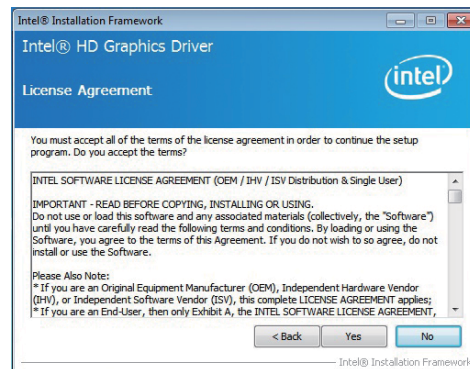 Intel® Installation Framework
Intel® HD Graphics Driver
intel
License Agreement
You must accept all of the terms of the license agreement in order to continue the setup
program. Do you accept the terms?
INTEL SOFTWARE LICENSE AGREEMENT (OEM / IHV / ISV Distribution & Single User)
IMPORTANT - READ BEFORE COPYING, INSTALLING OR USING.
Do not use or load this software and any associated materials (collectively, the "Software")
until you have carefully read the following terms and conditions. By loading or using the
Software, you agree to the terms of this Agreement. If you do not wish to so agree, do not
install or use the Software.
Please Also Note:
* If you are an Original Equipment Manufacturer (OEM), Independent Hardware Vendor
(IHV), or Independent Software Vendor (ISV), this complete LICENSE AGREEMENT applies;
* If you are an End-User, then only Exhibit A, the INTEL SOFTWARE LICENSE AGREEMENT,
< Back Yes No
Intel® Installation Framework